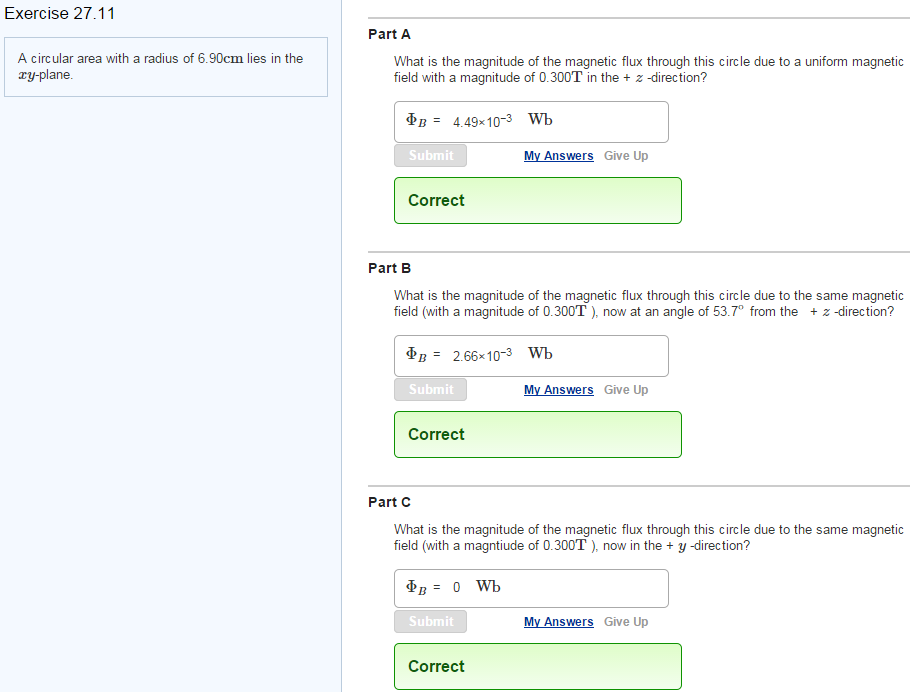 Exercise 27.11
A circular area with a radius of 6.90cm lies in the
xy-plane.
Part A
What is the magnitude of the magnetic flux through this circle due to a uniform magnetic
field with a magnitude of 0.300T in the + z -direction?
Φ_B = 4.49×10⁻³ Wb
Submit My Answers Give Up
Correct
Part B
What is the magnitude of the magnetic flux through this circle due to the same magnetic
field (with a magnitude of 0.300T ), now at an angle of 53.7° from the + z -direction?
Φ_B = 2.66×10⁻³ Wb
Submit My Answers Give Up
Correct
Part C
What is the magnitude of the magnetic flux through this circle due to the same magnetic
field (with a magntiude of 0.300T ), now in the + y -direction?
Φ_B = 0 Wb
Submit My Answers Give Up
Correct